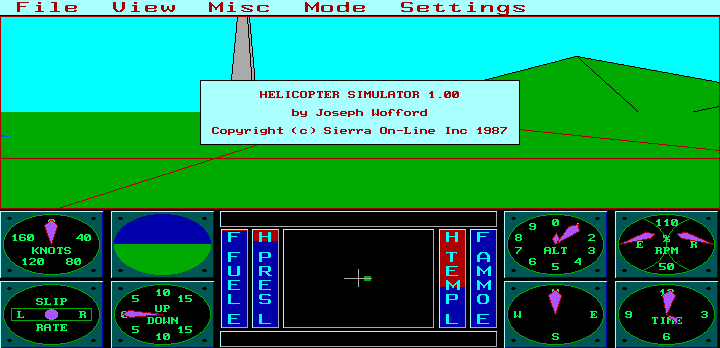 File View Misc Mode Settings
HELICOPTER SIMULATOR 1.00
by Joseph Wofford
Copyright (c) Sierra On-Line Inc 1987
160 40
KNOTS
120 80
F FUEL E
H PRES L
H TEMP L
F AMMO E
9 0
8 2
7 ALT 3
6 5 4
110
E % R
RPM
50
SLIP
L R
RATE
5 10 15
0 UP
DOWN
5 10 15
W E
S
12
9 TIME 3
6